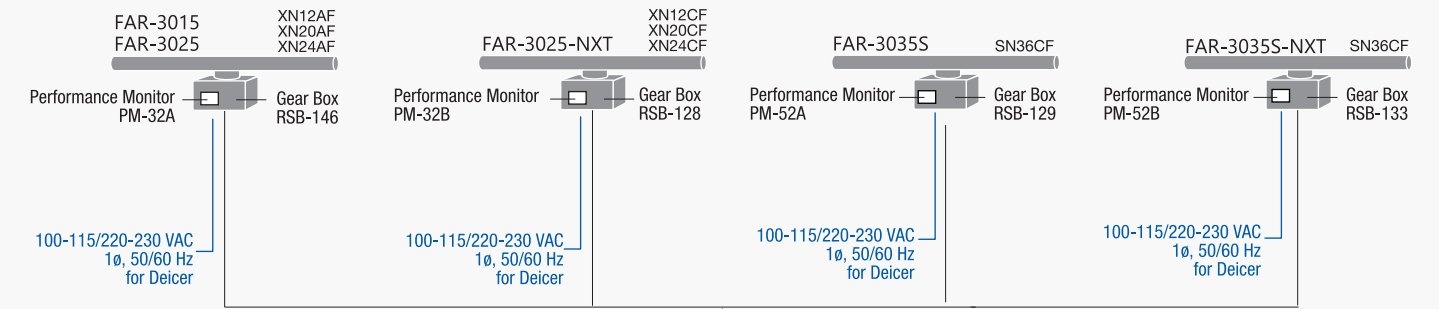 FAR-3015
FAR-3025
XN12AF
XN20AF
XN24AF
Performance Monitor
PM-32A
Gear Box
RSB-146
100-115/220-230 VAC
1ø, 50/60 Hz
for Deicer
FAR-3025-NXT
XN12CF
XN20CF
XN24CF
Performance Monitor
PM-32B
Gear Box
RSB-128
100-115/220-230 VAC
1ø, 50/60 Hz
for Deicer
FAR-3035S
SN36CF
Performance Monitor
PM-52A
Gear Box
RSB-129
100-115/220-230 VAC
1ø, 50/60 Hz
for Deicer
FAR-3035S-NXT
SN36CF
Performance Monitor
PM-52B
Gear Box
RSB-133
100-115/220-230 VAC
1ø, 50/60 Hz
for Deicer